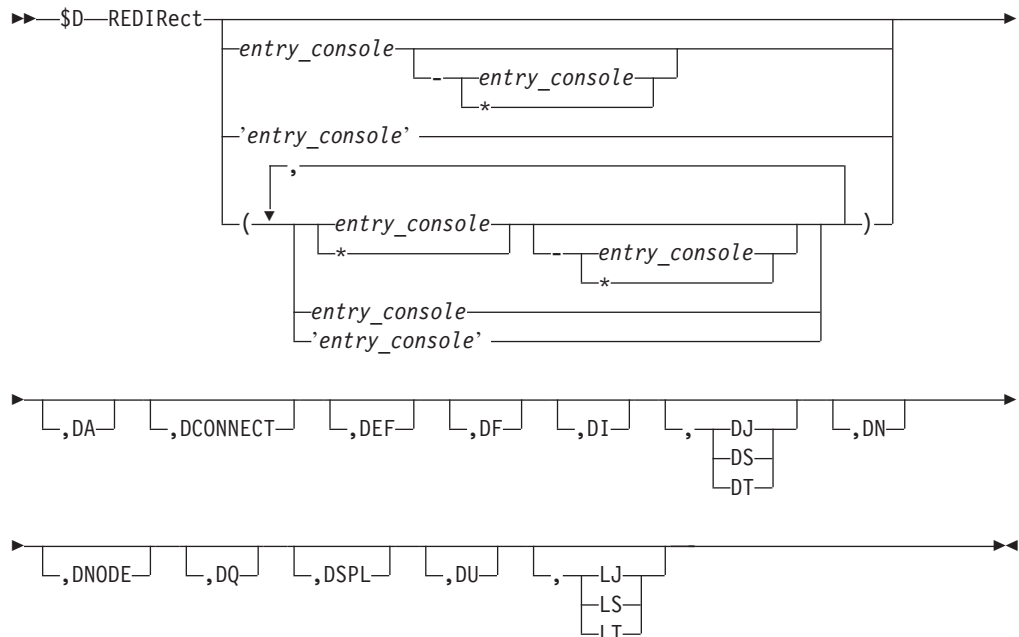 $D REDIRect
entry_console
- entry_console
*
'entry_console'
,
( entry_console )
* - entry_console
*
entry_console
'entry_console'
,DA ,DCONNECT ,DEF ,DF ,DI , DJ ,DN
DS
DT
,DNODE ,DQ ,DSPL ,DU , LJ
LS
LT